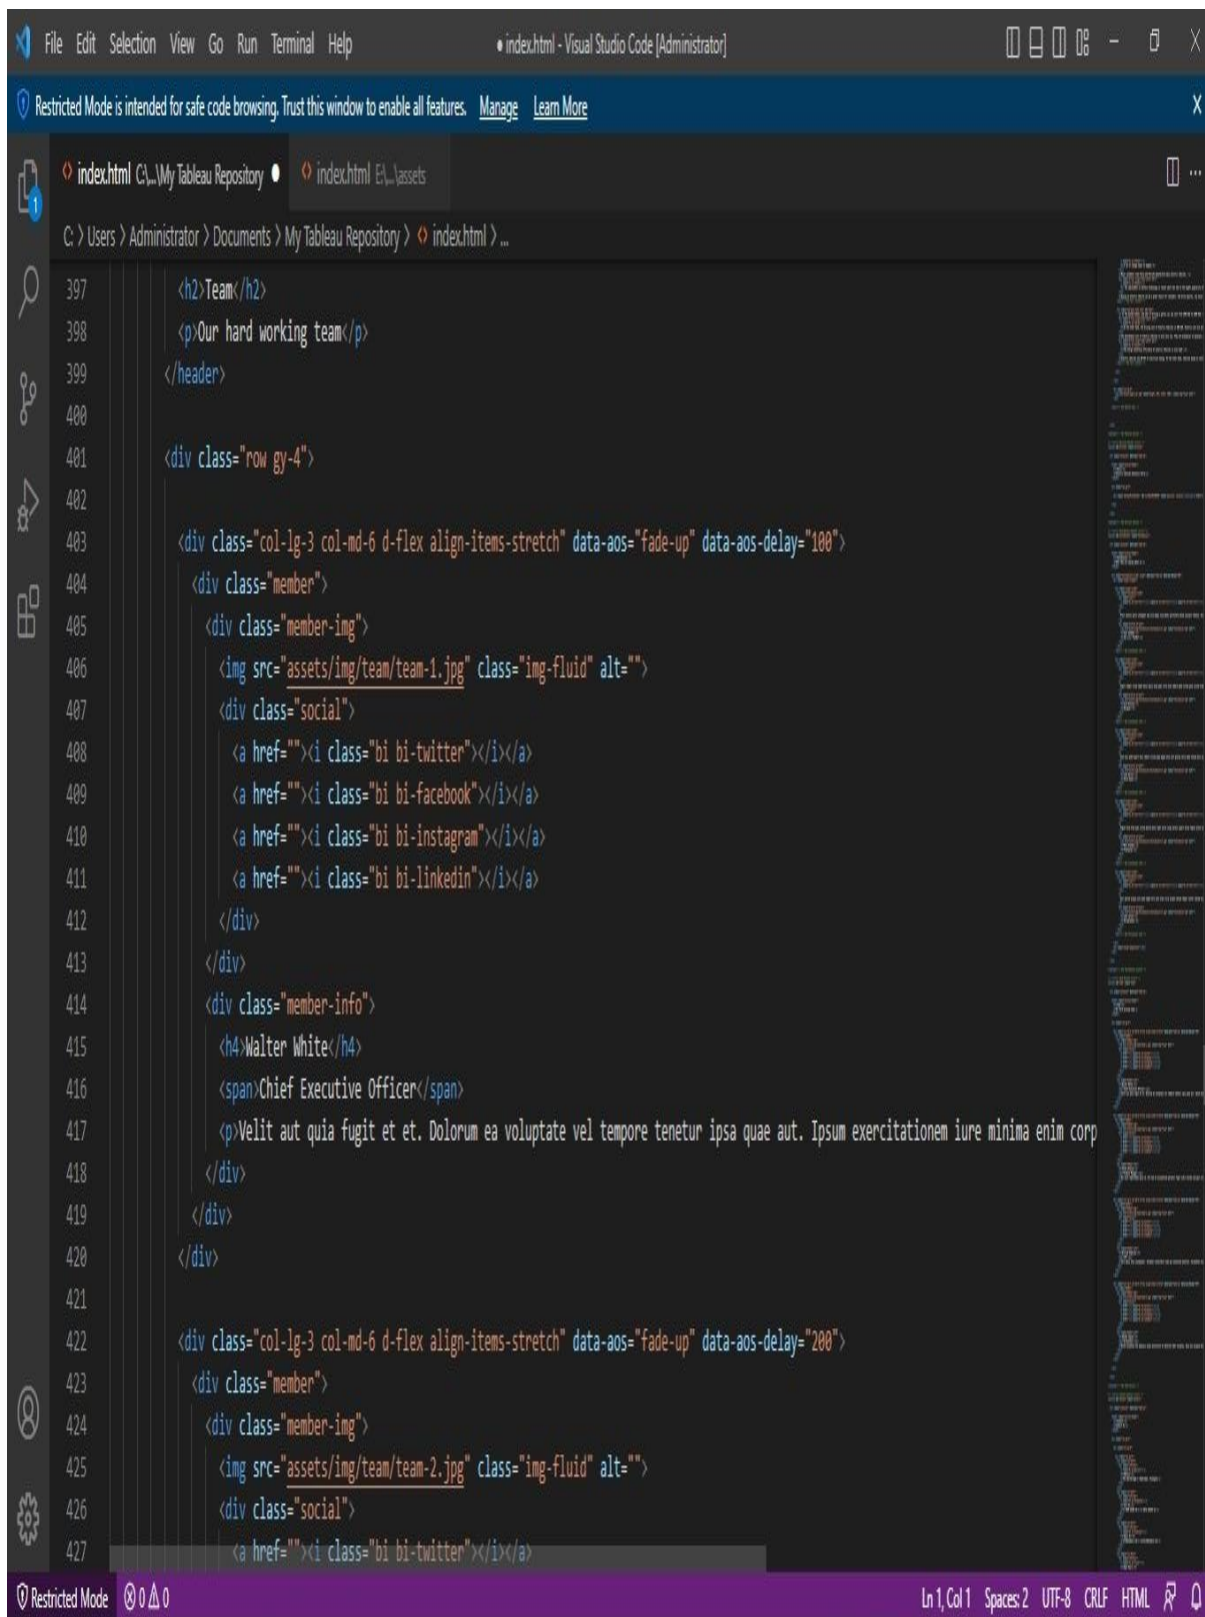 File Edit Selection View Go Run Terminal Help ● index.html - Visual Studio Code [Administrator]
Restricted Mode is intended for safe code browsing. Trust this window to enable all features. Manage Learn More
index.html C:\...\My Tableau Repository ● index.html E:\...\assets
1
C: > Users > Administrator > Documents > My Tableau Repository > index.html > ...
397 <h2>Team</h2>
398 <p>Our hard working team</p>
399 </header>
400
401 <div class="row gy-4">
402
403 <div class="col-lg-3 col-md-6 d-flex align-items-stretch" data-aos="fade-up" data-aos-delay="100">
404 <div class="member">
405 <div class="member-img">
406 <img src="assets/img/team/team-1.jpg" class="img-fluid" alt="">
407 <div class="social">
408 <a href=""><i class="bi bi-twitter"></i></a>
409 <a href=""><i class="bi bi-facebook"></i></a>
410 <a href=""><i class="bi bi-instagram"></i></a>
411 <a href=""><i class="bi bi-linkedin"></i></a>
412 </div>
413 </div>
414 <div class="member-info">
415 <h4>Walter White</h4>
416 <span>Chief Executive Officer</span>
417 <p>Velit aut quia fugit et et. Dolorum ea voluptate vel tempore tenetur ipsa quae aut. Ipsum exercitationem iure minima enim corp
418 </div>
419 </div>
420 </div>
421
422 <div class="col-lg-3 col-md-6 d-flex align-items-stretch" data-aos="fade-up" data-aos-delay="200">
423 <div class="member">
424 <div class="member-img">
425 <img src="assets/img/team/team-2.jpg" class="img-fluid" alt="">
426 <div class="social">
427 <a href=""><i class="bi bi-twitter"></i></a>
Restricted Mode 0 0 Ln 1, Col 1 Spaces: 2 UTF-8 CRLF HTML